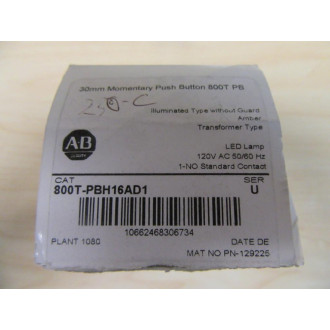 30mm Momentary Push Button 800T PB
Illuminated Type without Guard
Amber
Transformer Type
AB
LED Lamp
120V AC 50/60 Hz
1-NO Standard Contact
CAT
SER
800T-PBH16AD1
U
10662468306734
PLANT 1080
DATE DE
MAT NO PN-129225